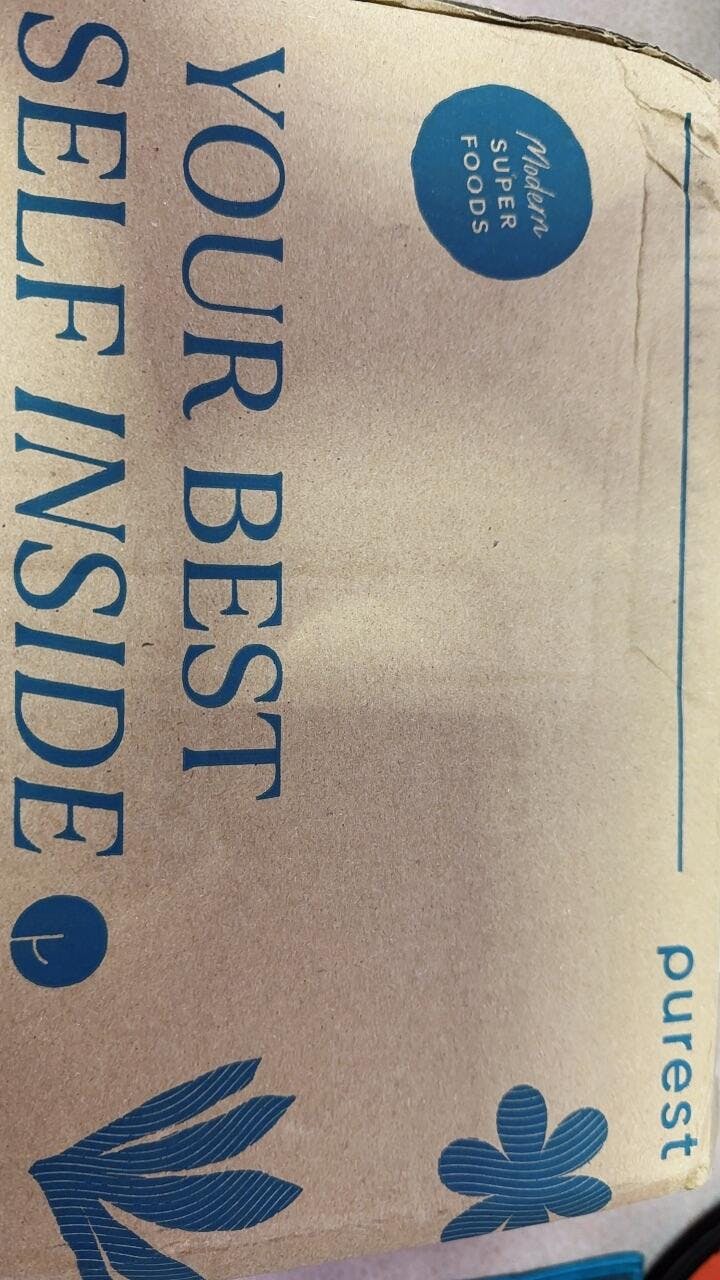 purest
Modern
SUPER
FOODS
YOUR BEST
SELF INSIDE